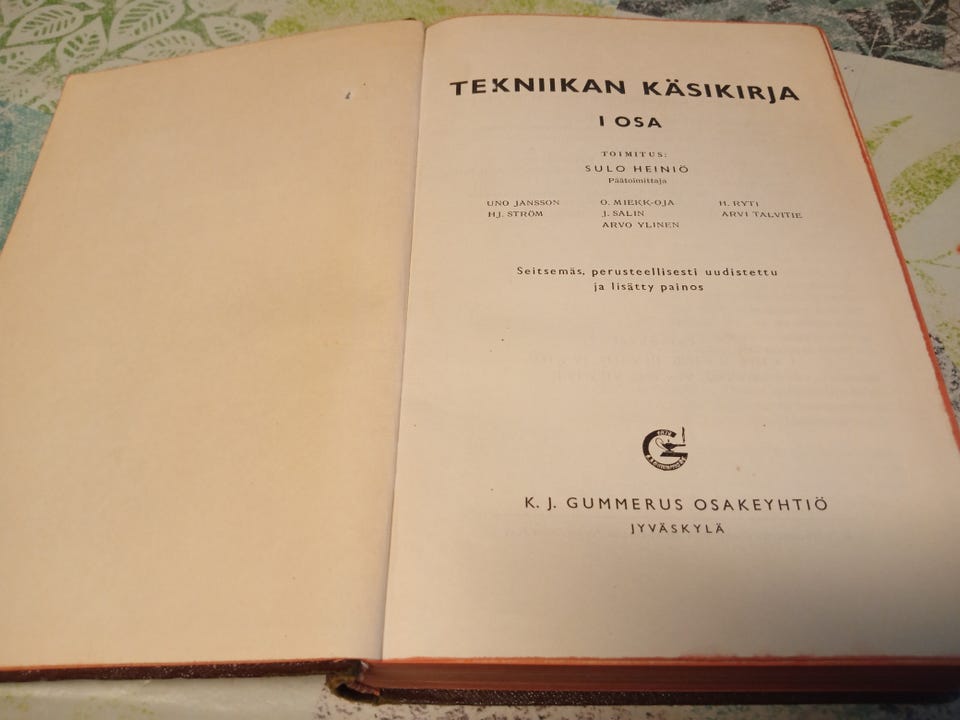 TEKNIIKAN KÄSIKIRJA
I OSA
TOIMITUS:
SULO HEINIÖ
Päätoimittaja
UNO JANSSON O. MIEKK-OJA H. RYTI
HJ. STRÖM J. SALIN ARVI TALVITIE
ARVO YLINEN
Seitsemäs, perusteellisesti uudistettu
ja lisätty painos
K. J. GUMMERUS OSAKEYHTIÖ
JYVÄSKYLÄ